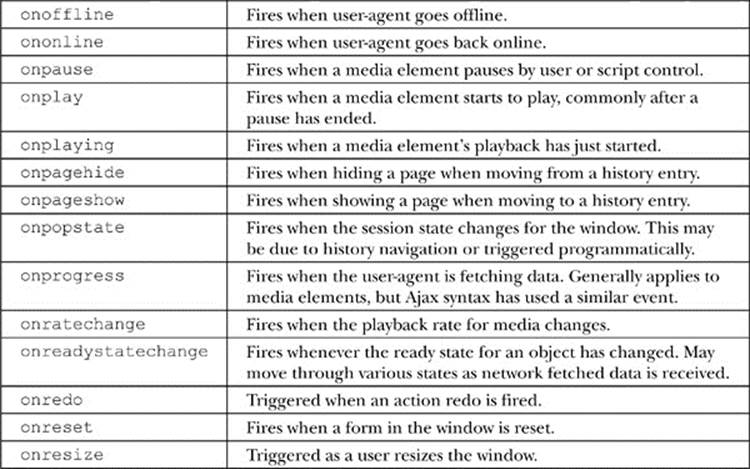 onoffline Fires when user-agent goes offline.
ononline Fires when user-agent goes back online.
onpause Fires when a media element pauses by user or script control.
onplay Fires when a media element starts to play, commonly after a
pause has ended.
onplaying Fires when a media element's playback has just started.
onpagehide Fires when hiding a page when moving from a history entry.
onpageshow Fires when showing a page when moving to a history entry.
onpopstate Fires when the session state changes for the window. This may
be due to history navigation or triggered programmatically.
onprogress Fires when the user-agent is fetching data. Generally applies to
media elements, but Ajax syntax has used a similar event.
onratechange Fires when the playback rate for media changes.
onreadystatechange Fires whenever the ready state for an object has changed. May
move through various states as network fetched data is received.
onredo Triggered when an action redo is fired.
onreset Fires when a form in the window is reset.
onresize Triggered as a user resizes the window.